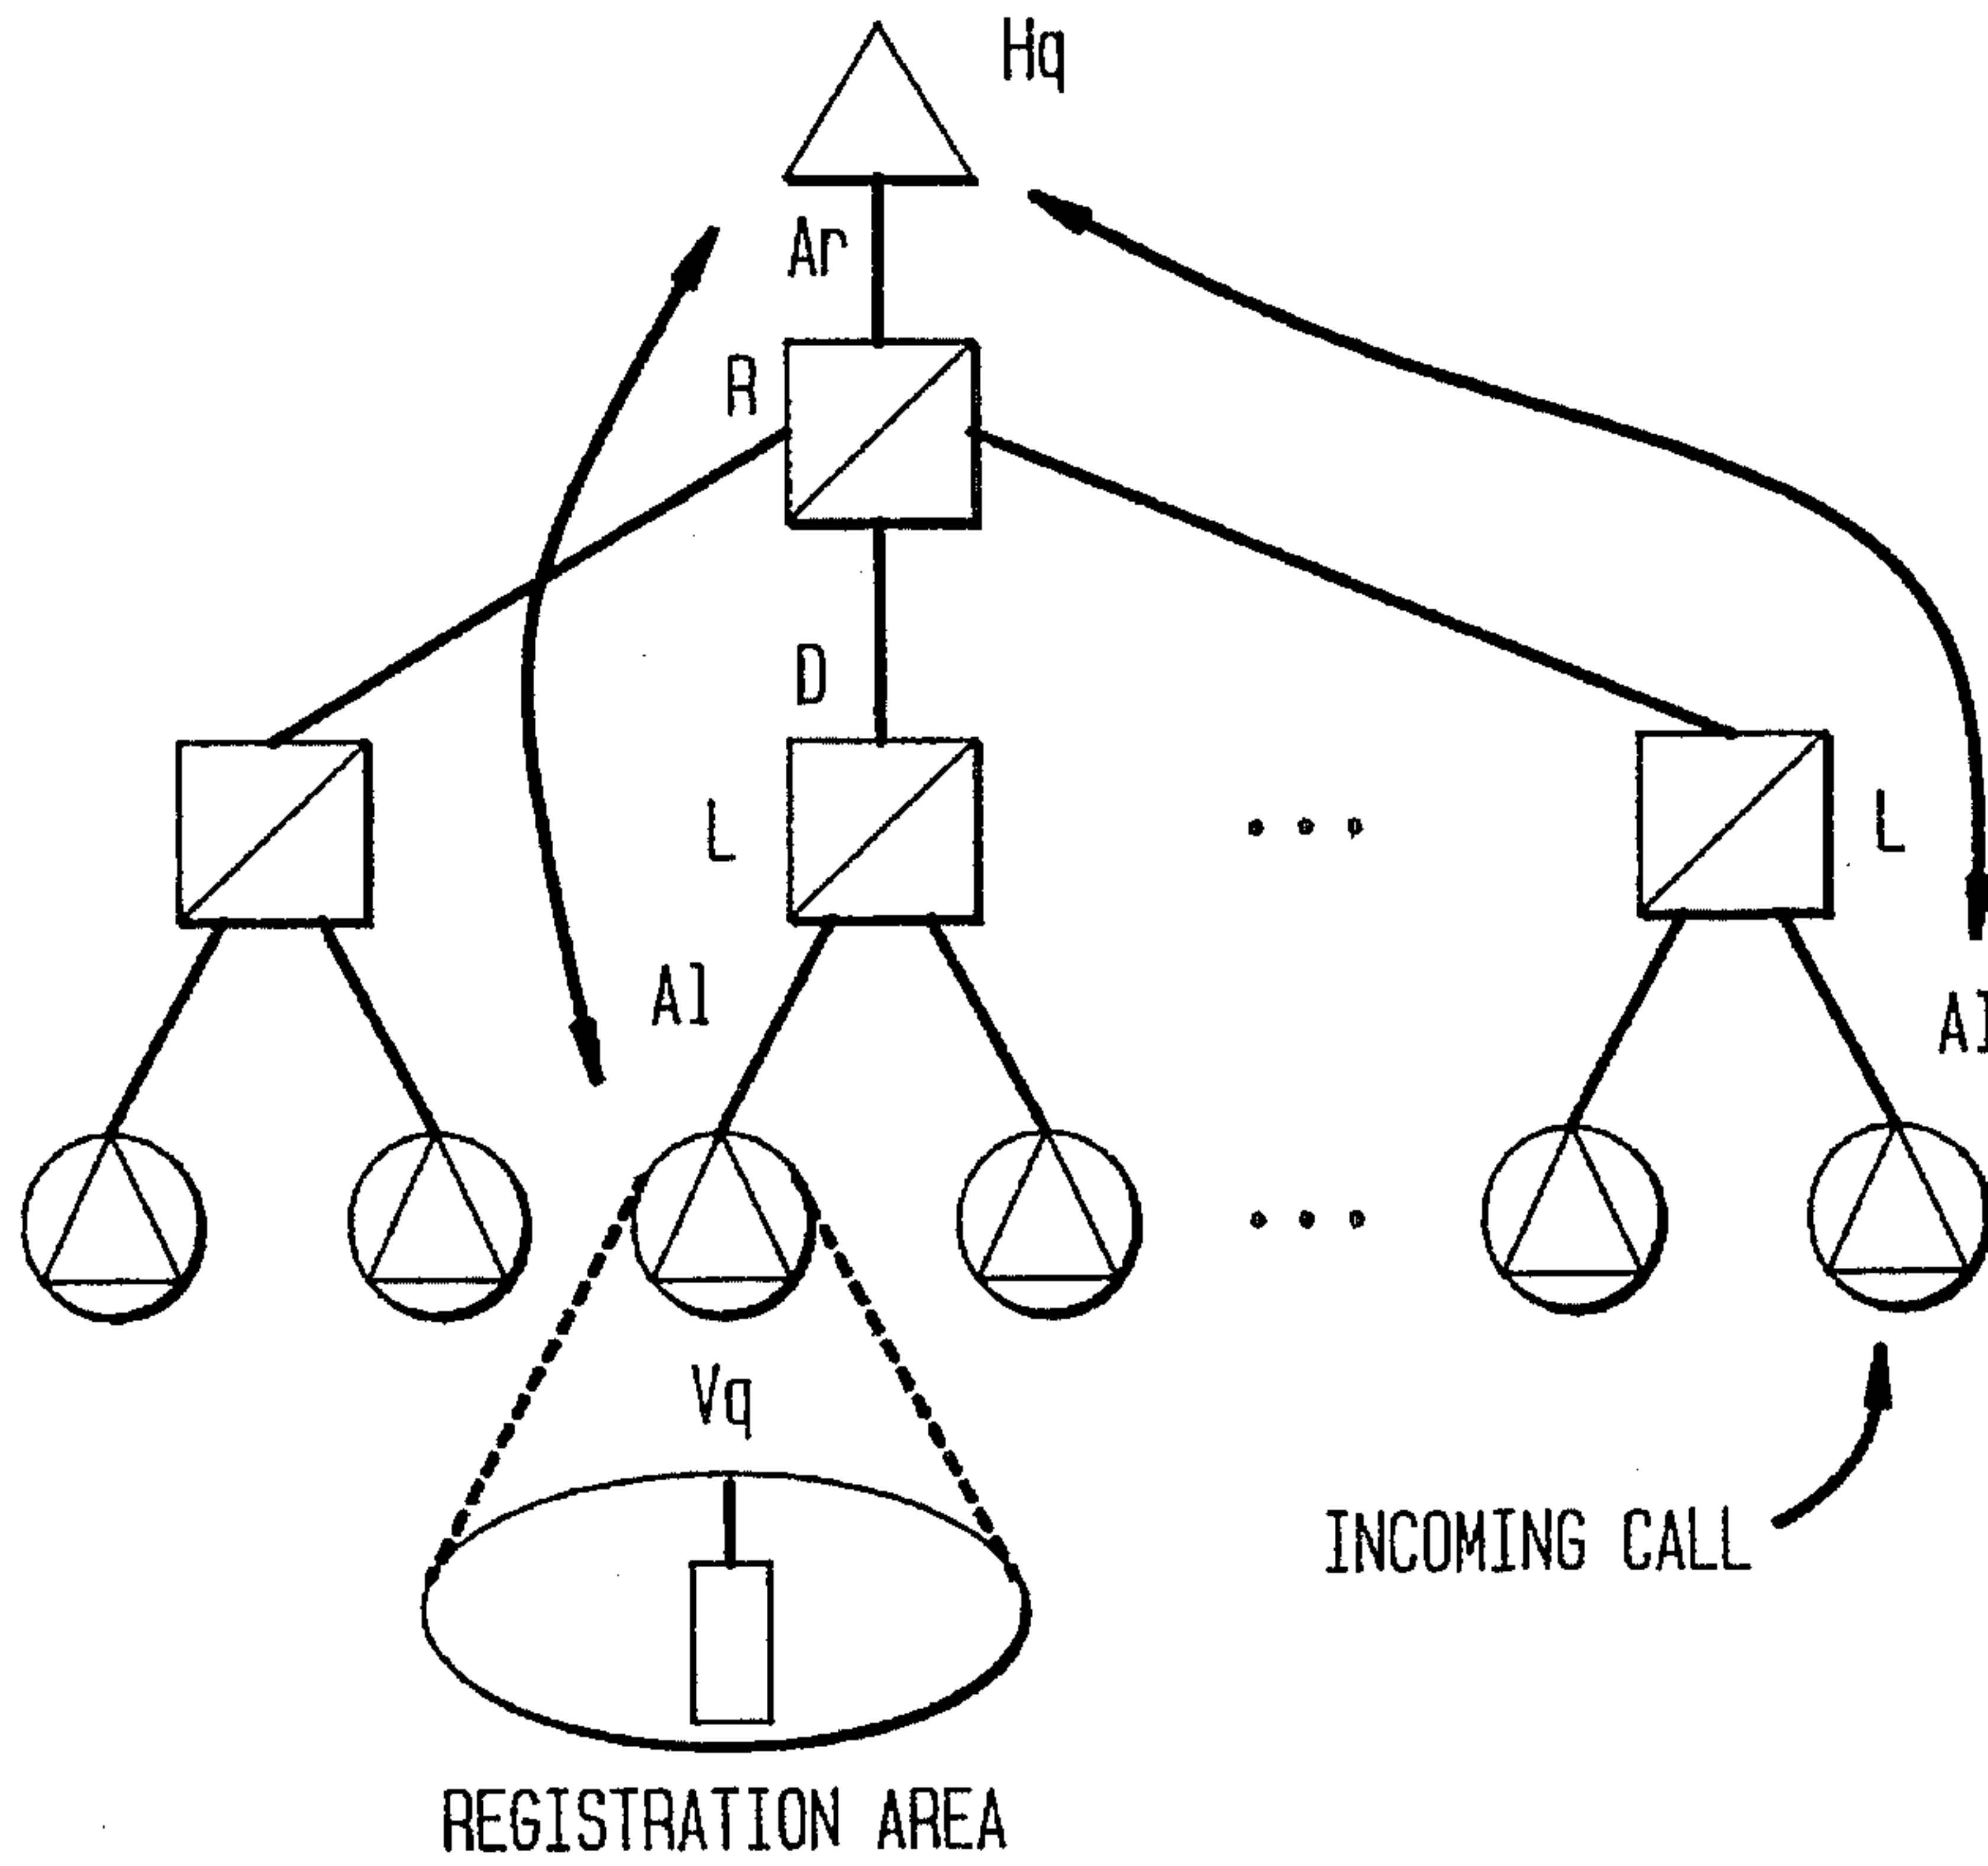 Hq
Ar
R
D
L
L
Al
Al
Vq
INCOMING CALL
REGISTRATION AREA